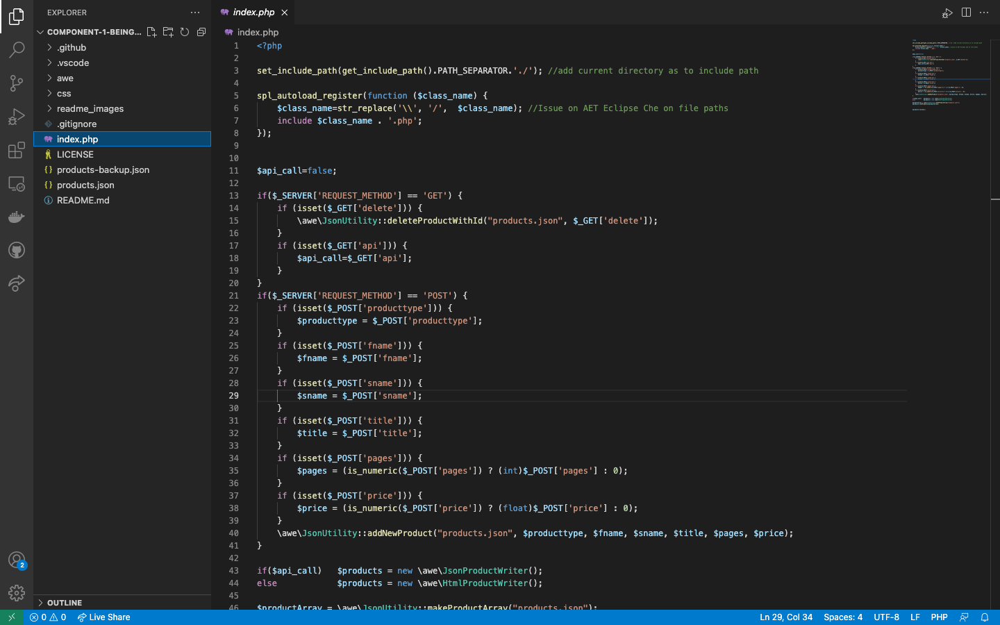 EXPLORER
COMPONENT-1-BEING...
.github
.vscode
awe
css
readme_images
.gitignore
index.php
LICENSE
products-backup.json
products.json
README.md
OUTLINE
index.php
index.php
1 <?php
2
3 set_include_path(get_include_path().PATH_SEPARATOR.'./'); //add current directory as to include path
4
5 spl_autoload_register(function ($class_name) {
6     $class_name=str_replace('\\', '/',  $class_name); //Issue on AET Eclipse Che on file paths
7     include $class_name . '.php';
8 });
9
10
11 $api_call=false;
12
13 if($_SERVER['REQUEST_METHOD'] == 'GET') {
14     if (isset($_GET['delete'])) {
15         \awe\JsonUtility::deleteProductWithId("products.json", $_GET['delete']);
16     }
17     if (isset($_GET['api'])) {
18         $api_call=$_GET['api'];
19     }
20 }
21 if($_SERVER['REQUEST_METHOD'] == 'POST') {
22     if (isset($_POST['producttype'])) {
23         $producttype = $_POST['producttype'];
24     }
25     if (isset($_POST['fname'])) {
26         $fname = $_POST['fname'];
27     }
28     if (isset($_POST['sname'])) {
29         $sname = $_POST['sname'];
30     }
31     if (isset($_POST['title'])) {
32         $title = $_POST['title'];
33     }
34     if (isset($_POST['pages'])) {
35         $pages = (is_numeric($_POST['pages']) ? (int)$_POST['pages'] : 0);
36     }
37     if (isset($_POST['price'])) {
38         $price = (is_numeric($_POST['price']) ? (float)$_POST['price'] : 0);
39     }
40     \awe\JsonUtility::addNewProduct("products.json", $producttype, $fname, $sname, $title, $pages, $price);
41 }
42
43 if($api_call)   $products = new \awe\JsonProductWriter();
44 else            $products = new \awe\HtmlProductWriter();
45
46 $productArray = \awe\JsonUtility::makeProductArray("products.json");
2
0 0 Live Share
Ln 29, Col 34 Spaces: 4 UTF-8 LF PHP